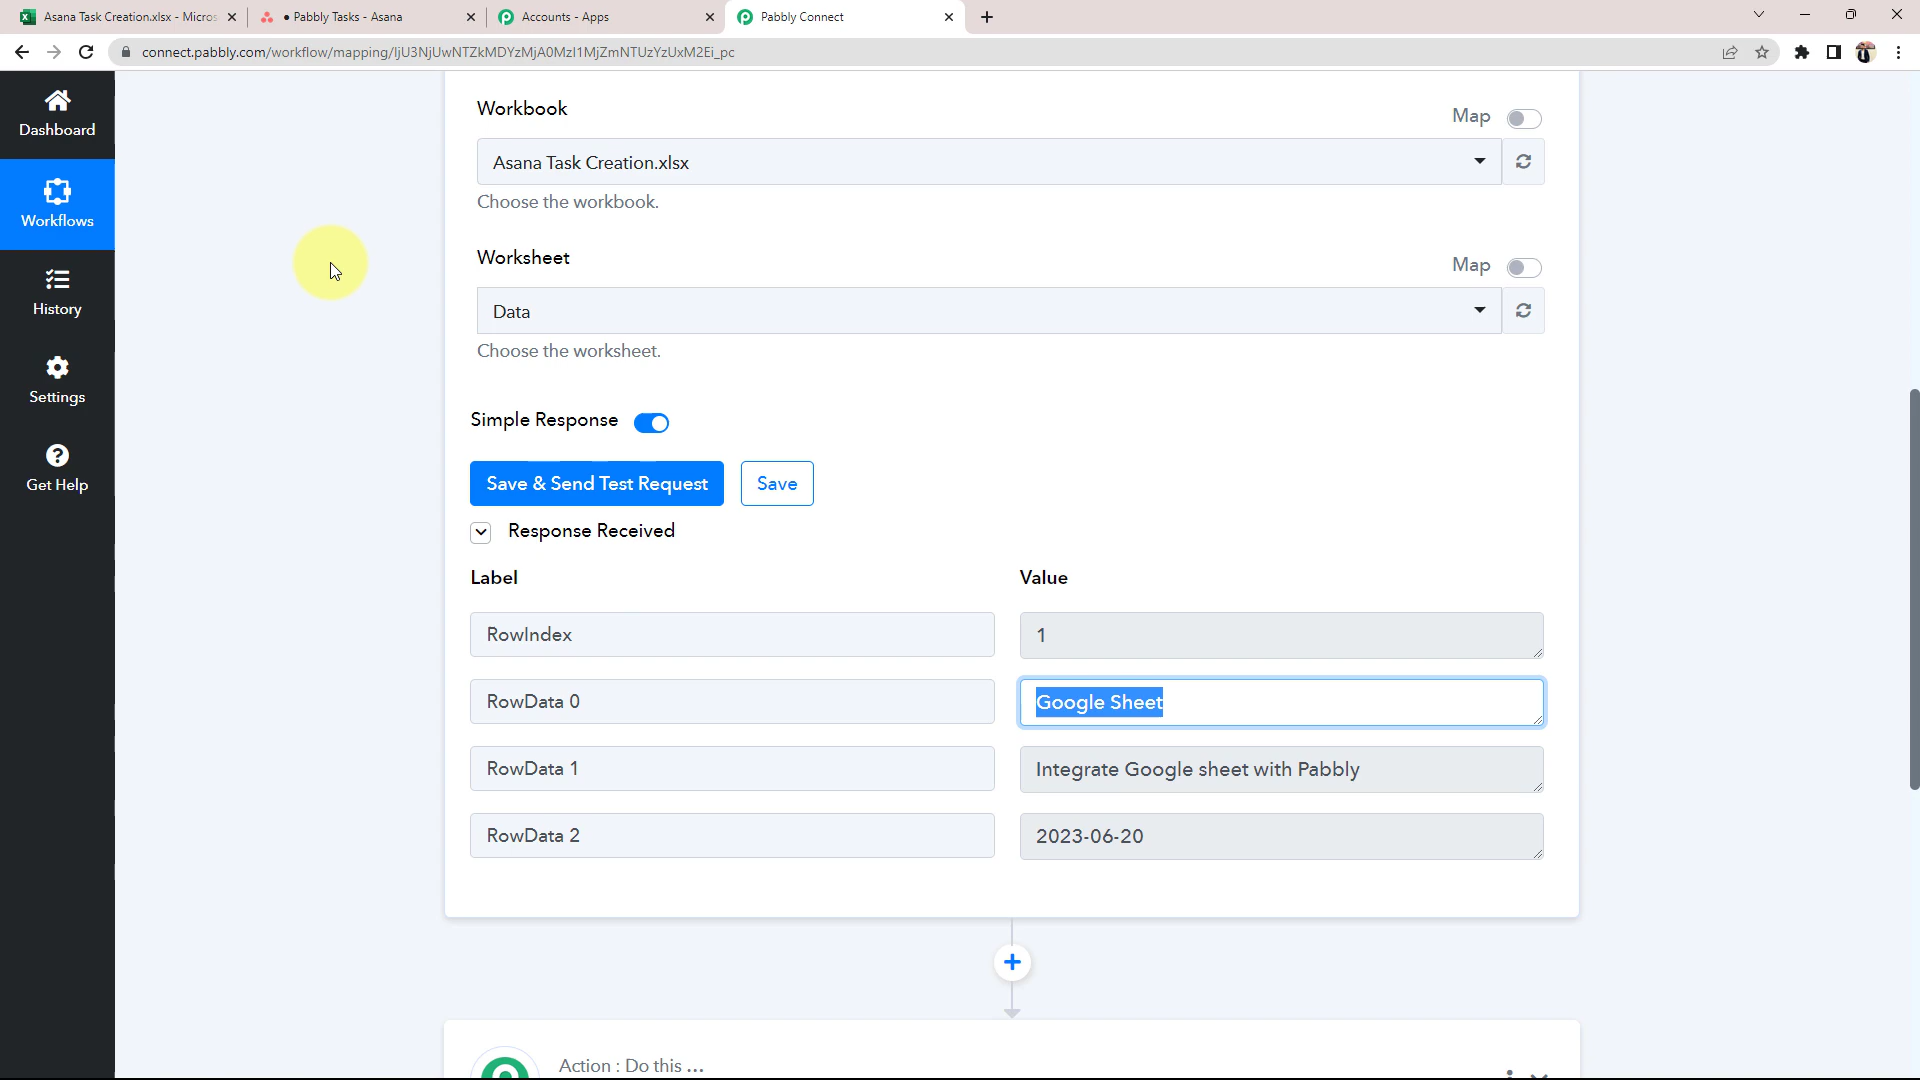 Asana Task Creation.xlsx - Micros
• Pabbly Tasks - Asana
Accounts - Apps
Pabbly Connect
connect.pabbly.com/workflow/mapping/IjU3NjUwNTZkMDYzMjA0MzI1MjZmNTUzYzUxM2Ei_pc
Dashboard
Workflows
History
Settings
Get Help
Workbook
Map
Asana Task Creation.xlsx
Choose the workbook.
Worksheet
Map
Data
Choose the worksheet.
Simple Response
Save & Send Test Request
Save
Response Received
Label
Value
RowIndex
1
RowData 0
Google Sheet
RowData 1
Integrate Google sheet with Pabbly
RowData 2
2023-06-20
Action : Do this ...